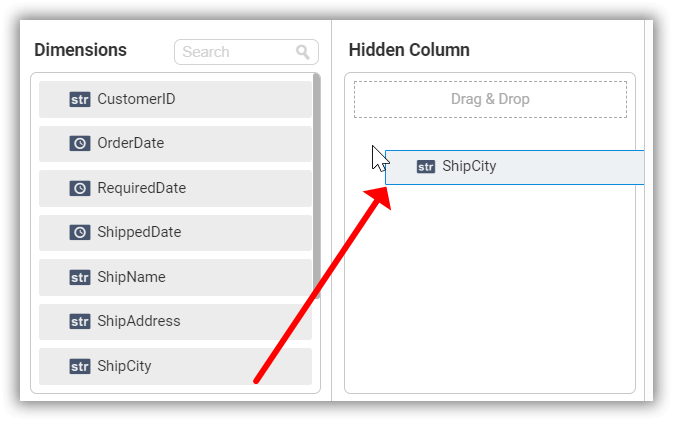 Dimensions
Search
str CustomerID
OrderDate
RequiredDate
ShippedDate
str ShipName
str ShipAddress
str ShipCity
Hidden Column
Drag & Drop
str ShipCity